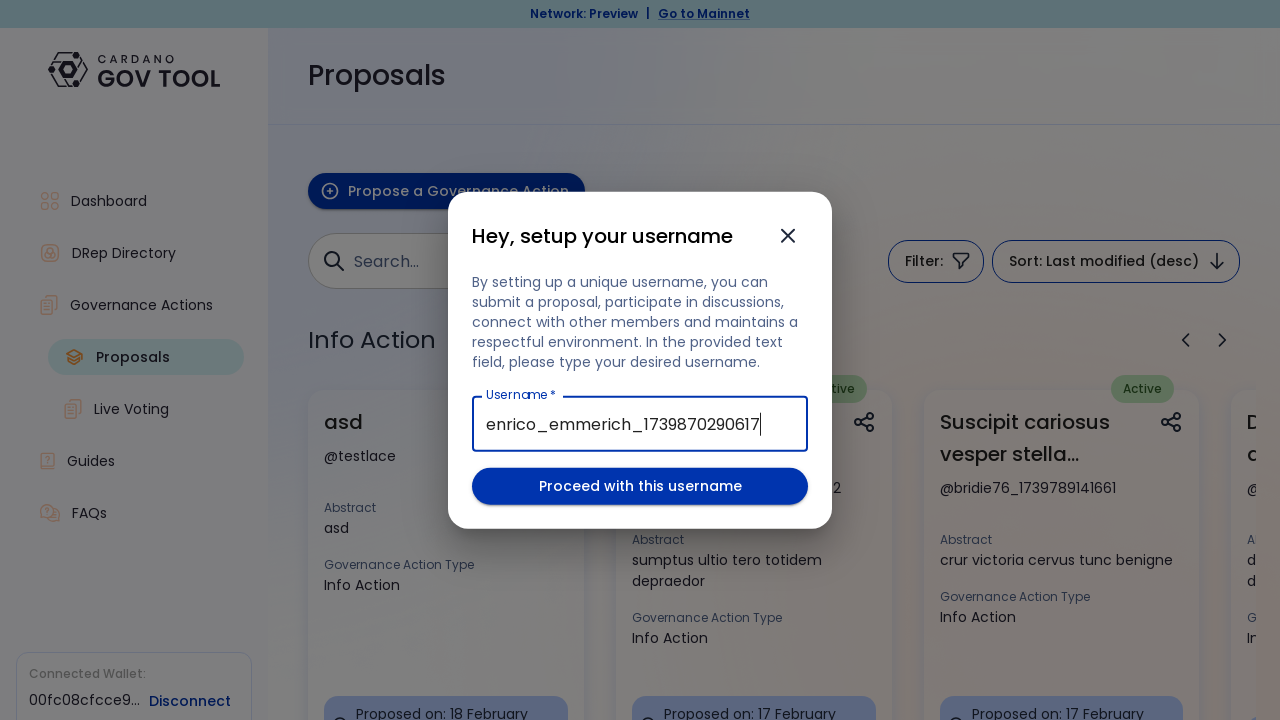 Network: Preview | Go to Mainnet
CARDANO
GOV TOOL
Proposals
Dashboard
DRep Directory
Governance Actions
Proposals
Live Voting
Guides
FAQs
Connected Wallet:
00fc08cfcce9... Disconnect
Propose a Governance Action
Search...
Filter:
Sort: Last modified (desc)
Info Action
Hey, setup your username
By setting up a unique username, you can
submit a proposal, participate in discussions,
connect with other members and maintains a
respectful environment. In the provided text
field, please type your desired username.
Username *
enrico_emmerich_1739870290617
Proceed with this username
asd
@testlace
Abstract
asd
Governance Action Type
Info Action
Proposed on: 18 February
Abstract
sumptus ultio tero totidem
depraedor
Governance Action Type
Info Action
Proposed on: 17 February
Active
Suscipit cariosus
vesper stella...
@bridie76_1739789141661
Abstract
crur victoria cervus tunc benigne
Governance Action Type
Info Action
Proposed on: 17 February